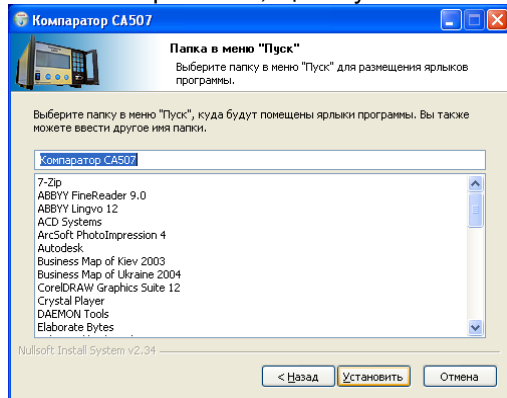 Компаратор СА507
Папка в меню "Пуск"
Выберите папку в меню "Пуск" для размещения ярлыков
программы.
Выберите папку в меню "Пуск", куда будут помещены ярлыки программы. Вы также
можете ввести другое имя папки.
Компаратор СА507
7-Zip
ABBYY FineReader 9.0
ABBYY Lingvo 12
ACD Systems
ArcSoft PhotoImpression 4
Autodesk
Business Map of Kiev 2003
Business Map of Ukraine 2004
CorelDRAW Graphics Suite 12
Crystal Player
DAEMON Tools
Elaborate Bytes
Nullsoft Install System v2.34
< Назад Установить Отмена